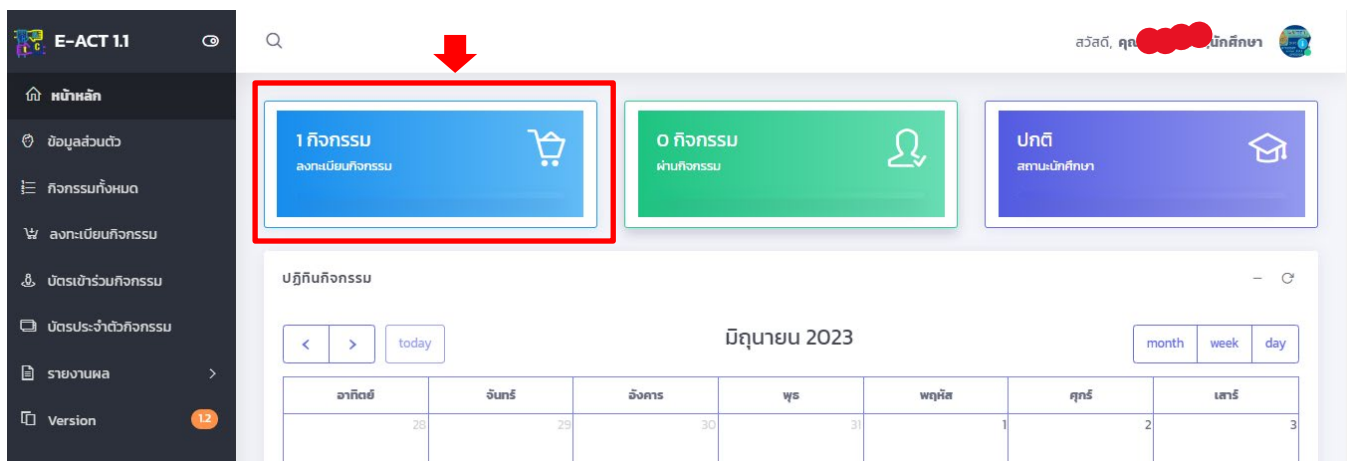 E-ACT 1.1
สวัสดี, คุณ นักศึกษา
หน้าหลัก
ข้อมูลส่วนตัว
กิจกรรมทั้งหมด
ลงทะเบียนกิจกรรม
บัตรเข้าร่วมกิจกรรม
บัตรประจำตัวกิจกรรม
รายงานผล
Version 1.2
1 กิจกรรม
ลงทะเบียนกิจกรรม
0 กิจกรรม
ผ่านกิจกรรม
ปกติ
สถานะนักศึกษา
ปฏิทินกิจกรรม
today
มิถุนายน 2023
month week day
อาทิตย์ จันทร์ อังคาร พุธ พฤหัส ศุกร์ เสาร์
28 29 30 31 1 2 3